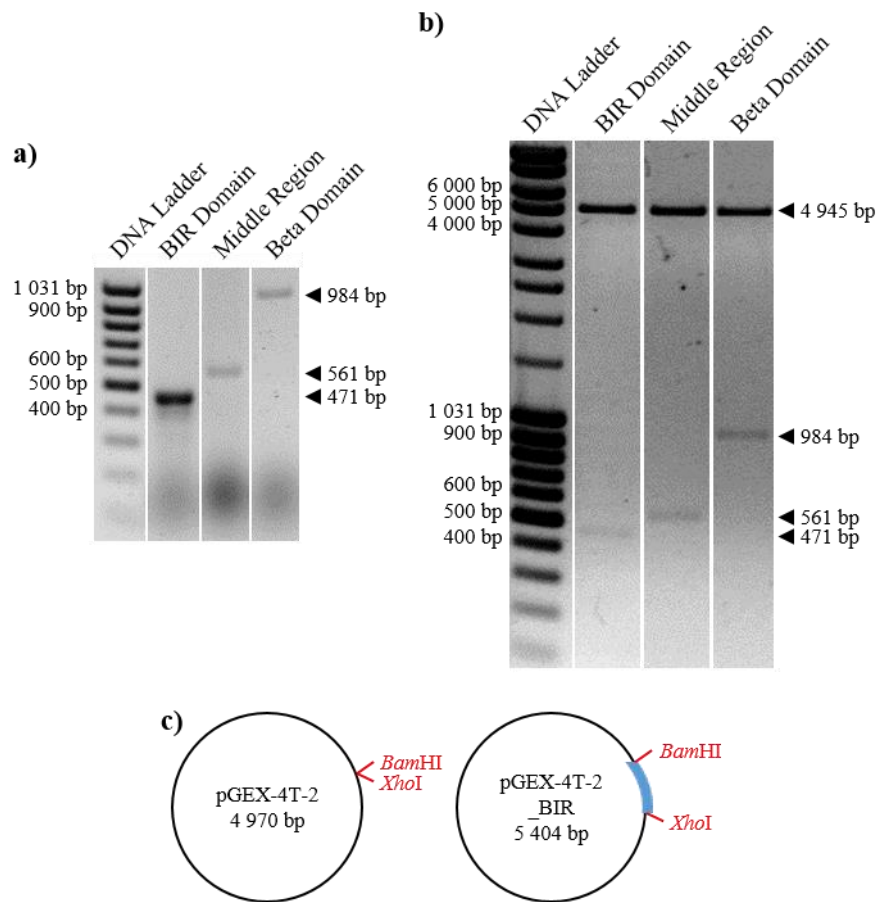 a)
DNA Ladder
BIR Domain
Middle Region
Beta Domain
1 031 bp
900 bp
600 bp
500 bp
400 bp
984 bp
561 bp
471 bp
b)
DNA Ladder
BIR Domain
Middle Region
Beta Domain
6 000 bp
5 000 bp
4 000 bp
1 031 bp
900 bp
600 bp
500 bp
400 bp
4 945 bp
984 bp
561 bp
471 bp
c)
BamHI
XhoI
pGEX-4T-2
4 970 bp
BamHI
XhoI
pGEX-4T-2
_BIR
5 404 bp